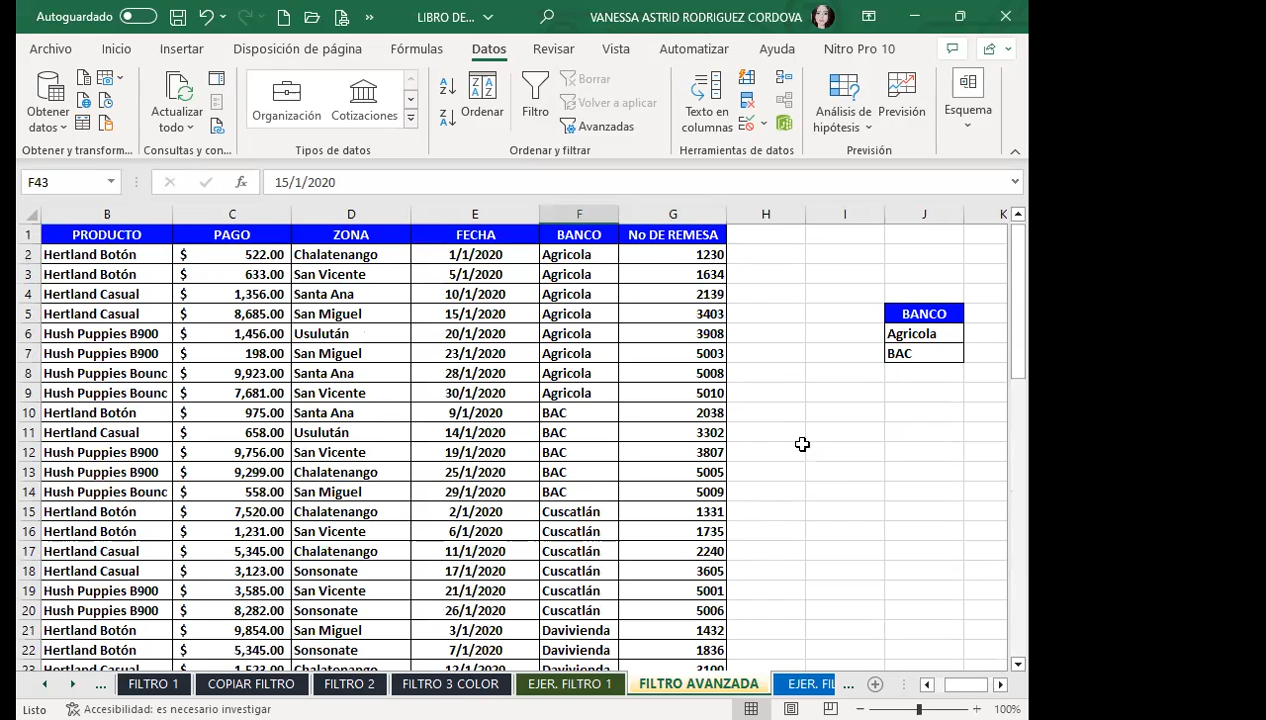 Autoguardado LIBRO DE... VANESSA ASTRID RODRIGUEZ CORDOVA
Archivo Inicio Insertar Disposición de página Fórmulas Datos Revisar Vista Automatizar Ayuda Nitro Pro 10
Obtener datos Actualizar todo Organización Cotizaciones Ordenar Filtro Borrar Volver a aplicar Avanzadas Texto en columnas Análisis de hipótesis Previsión Esquema
Obtener y transform... Consultas y con... Tipos de datos Ordenar y filtrar Herramientas de datos Previsión
F43 fx 15/1/2020
B C D E F G H I J K
1 PRODUCTO PAGO ZONA FECHA BANCO No DE REMESA
2 Hertland Botón $ 522.00 Chalatenango 1/1/2020 Agricola 1230
3 Hertland Botón $ 633.00 San Vicente 5/1/2020 Agricola 1634
4 Hertland Casual $ 1,356.00 Santa Ana 10/1/2020 Agricola 2139
5 Hertland Casual $ 8,685.00 San Miguel 15/1/2020 Agricola 3403 BANCO
6 Hush Puppies B900 $ 1,456.00 Usulután 20/1/2020 Agricola 3908 Agricola
7 Hush Puppies B900 $ 198.00 San Miguel 23/1/2020 Agricola 5003 BAC
8 Hush Puppies Bounc $ 9,923.00 Santa Ana 28/1/2020 Agricola 5008
9 Hush Puppies Bounc $ 7,681.00 San Vicente 30/1/2020 Agricola 5010
10 Hertland Botón $ 975.00 Santa Ana 9/1/2020 BAC 2038
11 Hertland Casual $ 658.00 Usulután 14/1/2020 BAC 3302
12 Hush Puppies B900 $ 9,756.00 San Vicente 19/1/2020 BAC 3807
13 Hush Puppies B900 $ 9,299.00 Chalatenango 25/1/2020 BAC 5005
14 Hush Puppies Bounc $ 558.00 San Miguel 29/1/2020 BAC 5009
15 Hertland Botón $ 7,520.00 Chalatenango 2/1/2020 Cuscatlán 1331
16 Hertland Botón $ 1,231.00 San Vicente 6/1/2020 Cuscatlán 1735
17 Hertland Casual $ 5,345.00 Chalatenango 11/1/2020 Cuscatlán 2240
18 Hertland Casual $ 3,123.00 Sonsonate 17/1/2020 Cuscatlán 3605
19 Hush Puppies B900 $ 3,585.00 San Vicente 21/1/2020 Cuscatlán 5001
20 Hush Puppies B900 $ 8,282.00 Sonsonate 26/1/2020 Cuscatlán 5006
21 Hertland Botón $ 9,854.00 San Miguel 3/1/2020 Davivienda 1432
22 Hertland Botón $ 5,345.00 Sonsonate 7/1/2020 Davivienda 1836
23 Hertland Casual $ 1,523.00 Chalatenango 12/1/2020 Davivienda 3100
... FILTRO 1 COPIAR FILTRO FILTRO 2 FILTRO 3 COLOR EJER. FILTRO 1 FILTRO AVANZADA EJER. FIL ...
Listo Accesibilidad: es necesario investigar 100%